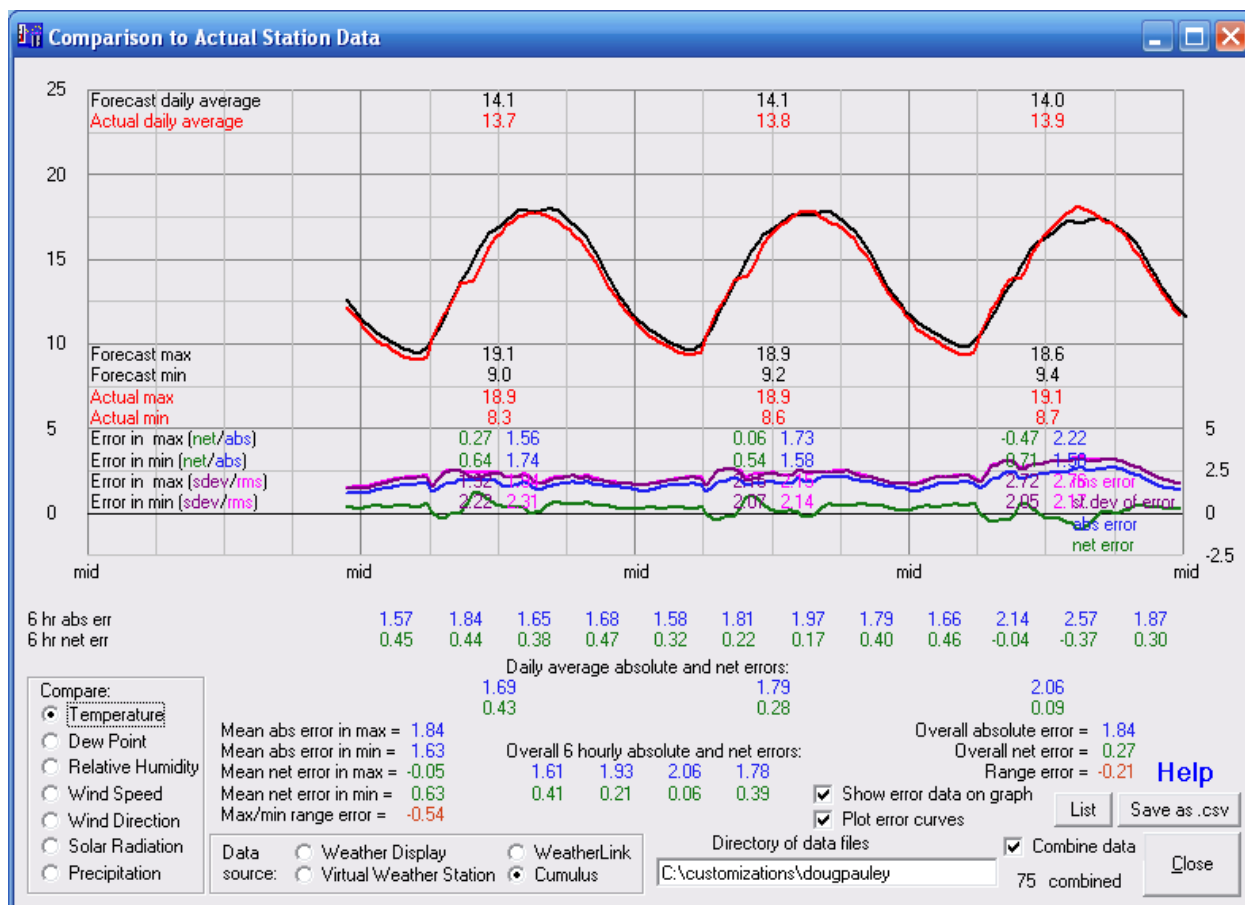 Comparison to Actual Station Data
25
Forecast daily average 14.1 14.1 14.0
Actual daily average 13.7 13.8 13.9
20
15
10
Forecast max 19.1 18.9 18.6
Forecast min 9.0 9.2 9.4
Actual max 18.9 18.9 19.1
Actual min 8.3 8.6 8.7
5 5
Error in max (net/abs) 0.27 1.56 0.06 1.73 -0.47 2.22
Error in min (net/abs) 0.64 1.74 0.54 1.58 0.71
2.5
Error in max (sdev/rms) 2.72 rms error
Error in min (sdev/rms) 2.22 2.31 2.07 2.14 2.05 st.dev of error
0 0
abs error
net error
-2.5
mid mid mid mid mid
6 hr abs err 1.57 1.84 1.65 1.68 1.58 1.81 1.97 1.79 1.66 2.14 2.57 1.87
6 hr net err 0.45 0.44 0.38 0.47 0.32 0.22 0.17 0.40 0.46 -0.04 -0.37 0.30
Daily average absolute and net errors:
1.69 1.79 2.06
0.43 0.28 0.09
Compare:
Temperature
Dew Point
Relative Humidity
Wind Speed
Wind Direction
Solar Radiation
Precipitation
Mean abs error in max = 1.84
Mean abs error in min = 1.63
Mean net error in max = -0.05
Mean net error in min = 0.63
Max/min range error = -0.54
Overall 6 hourly absolute and net errors:
1.61 1.93 2.06 1.78
0.41 0.21 0.06 0.39
Overall absolute error = 1.84
Overall net error = 0.27
Range error = -0.21
Help
Show error data on graph
Plot error curves
List
Save as .csv
Data source:
Weather Display
WeatherLink
Virtual Weather Station
Cumulus
Directory of data files
C:\customizations\dougpauley
Combine data
75 combined
Close